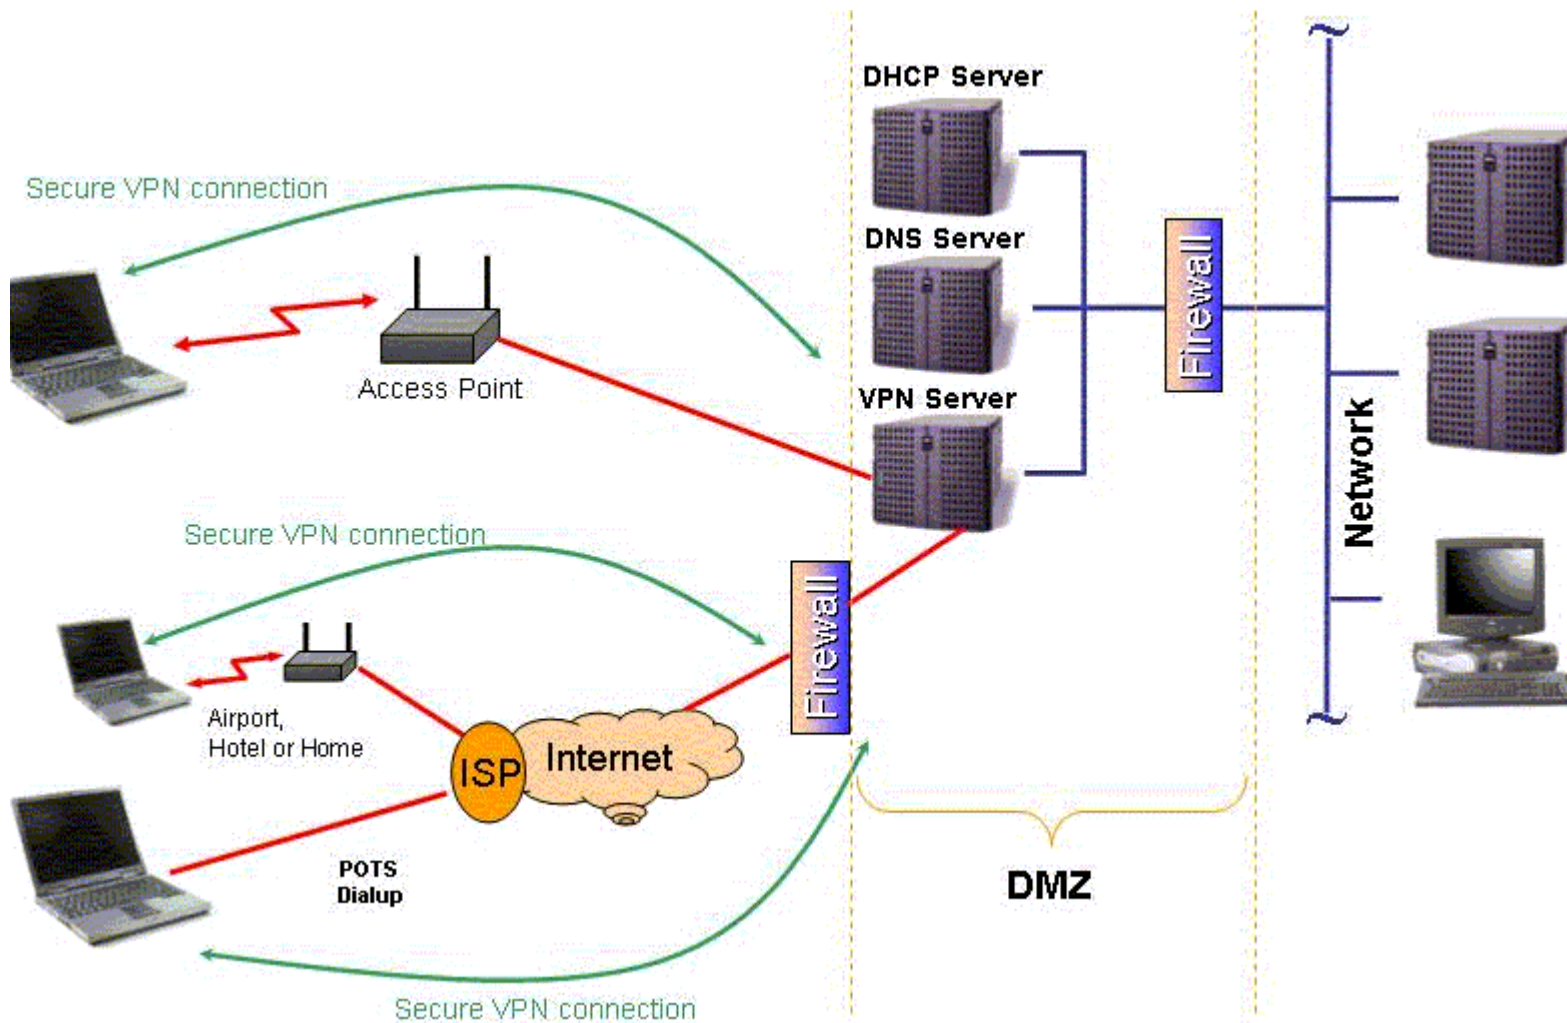 DHCP Server
Secure VPN connection
DNS Server
Firewall
Access Point
VPN Server
Network
Secure VPN connection
Firewall
Airport,
Hotel or Home
ISP
Internet
POTS
Dialup
DMZ
Secure VPN connection